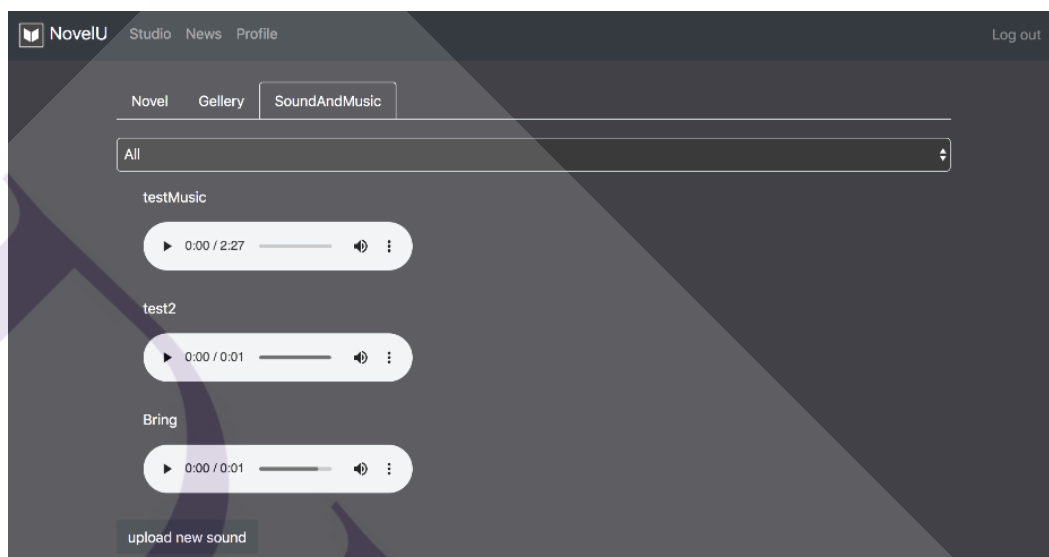 NovelU Studio News Profile Log out
Novel Gellery SoundAndMusic
All
testMusic
0:00 / 2:27
test2
0:00 / 0:01
Bring
0:00 / 0:01
upload new sound